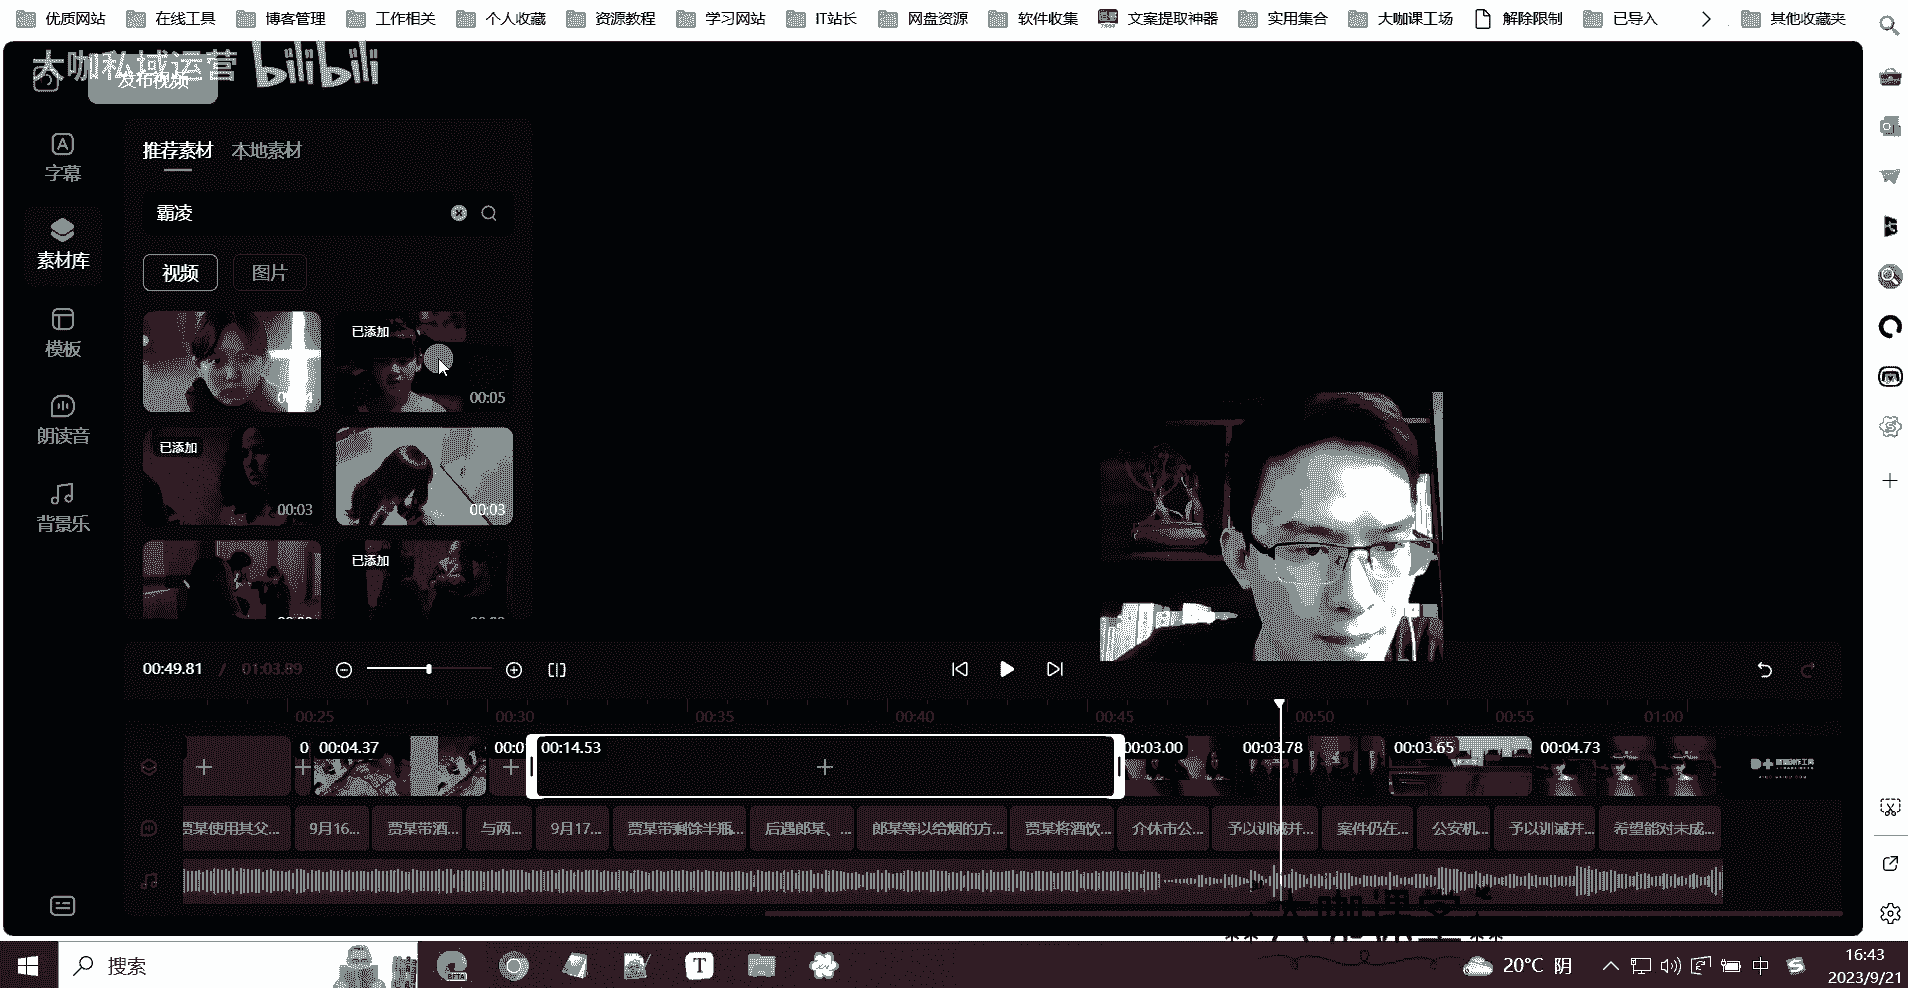 优质网站 在线工具 博客管理 工作相关 个人收藏 资源教程 学习网站 IT站长 网盘资源 软件收集 文案提取神器 实用集合 大咖课工场 解除限制 已导入 其他收藏夹
大咖私域运营 bilibili
发布视频
字幕
素材库
模板
朗读音
背景乐
推荐素材 本地素材
霸凌
视频 图片
已添加
00:05
已添加
00:03 00:03
已添加
00:49.81 / 01:03.89
00:25 00:30 00:35 00:40 00:45 00:50 00:55 01:00
00:04.37 00:14.53 00:03.00 00:03.78 00:03.65 00:04.73
贾某使用其父... 9月16... 贾某带酒... 与两... 9月17... 贾某带剩馀半瓶... 后遇郎某、... 郎某等以给烟的方... 贾某将酒饮... 介休市公... 予以训诫并... 案件仍在... 公安机... 予以训诫并... 希望能对未成...
大咖课堂
搜索
BETA
T
20°C 阴
中
16:43
2023/9/21